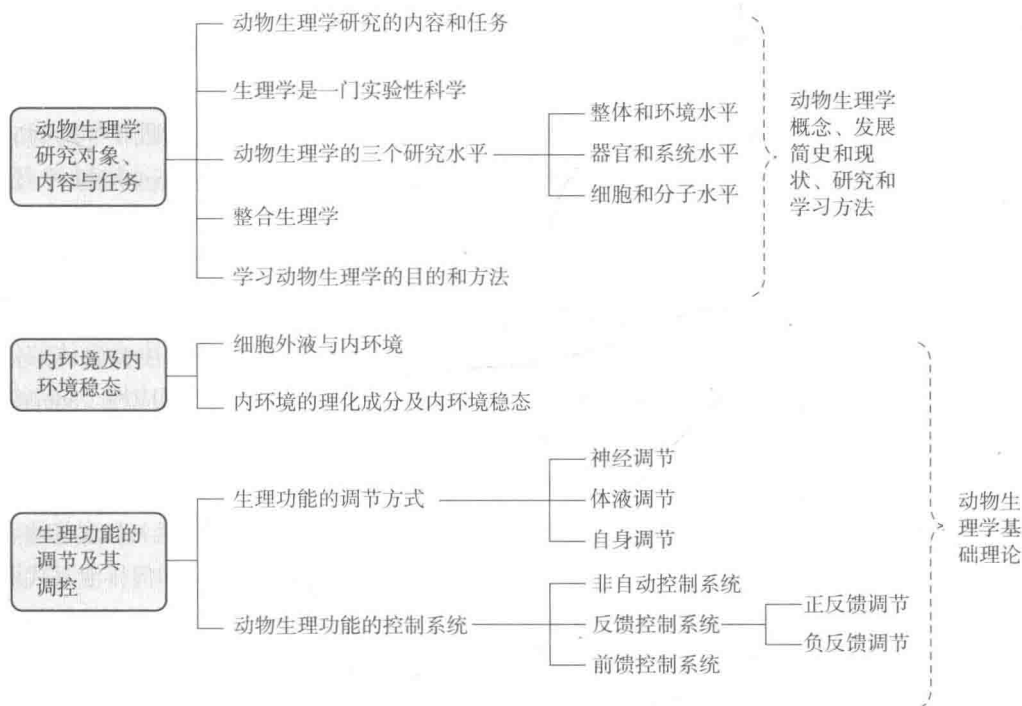 动物生理学
研究对象、
内容与任务
动物生理学研究的内容和任务
生理学是一门实验性科学
动物生理学的三个研究水平
整体和环境水平
器官和系统水平
细胞和分子水平
整合生理学
学习动物生理学的目的和方法
动物生理学
概念、发展
简史和现
状、研究和
学习方法
内环境及内
环境稳态
细胞外液与内环境
内环境的理化成分及内环境稳态
生理功能的
调节及其
调控
生理功能的调节方式
神经调节
体液调节
自身调节
动物生理功能的控制系统
非自动控制系统
反馈控制系统
正反馈调节
负反馈调节
前馈控制系统
动物生
理学基
础理论